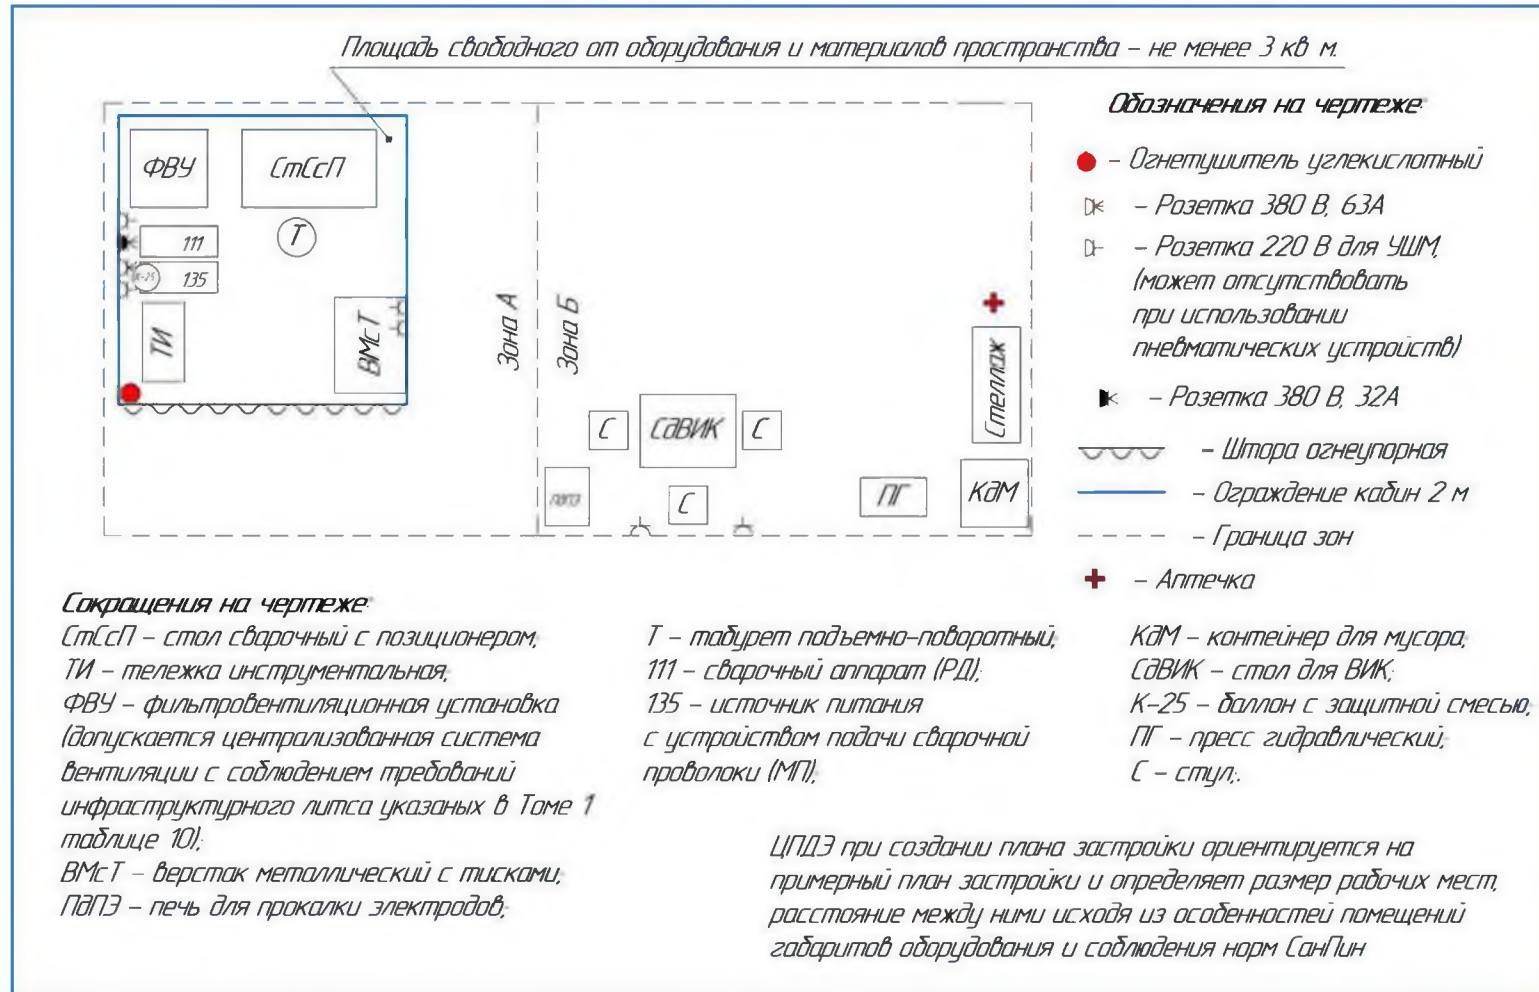 Площадь свободного от оборудования и материалов пространства – не менее 3 кв м.
ФВУ
СтСсП
Т
111
135
К-25
ТИ
ВМсТ
Зона А
Зона Б
С
СдВИК
С
С
ПдПЭ
ПГ
КдМ
Стеллаж
Обозначения на чертеже:
– Огнетушитель углекислотный
– Розетка 380 В, 63А
– Розетка 220 В для УШМ,
(может отсутствовать
при использовании
пневматических устройств)
– Розетка 380 В, 32А
– Штора огнеупорная
– Ограждение кабин 2 м
– Граница зон
– Аптечка
Сокращения на чертеже:
СтСсП – стол сварочный с позиционером;
ТИ – тележка инструментальная;
ФВУ – фильтровентиляционная установка
(допускается централизованная система
вентиляции с соблюдением требований
инфраструктурного литса указаных в Томе 1
таблице 10);
ВМсТ – верстак металлический с тисками;
ПдПЭ – печь для прокалки электродов;
Т – табурет подъемно-поворотный;
111 – сварочный аппарат (РД);
135 – источник питания
с устройством подачи сварочной
проволоки (МП);
КдМ – контейнер для мусора;
СдВИК – стол для ВИК;
К-25 – баллон с защитной смесью;
ПГ – пресс гидравлический;
С – стул;.
ЦПДЭ при создании плана застройки ориентируется на
примерный план застройки и определяет размер рабочих мест,
расстояние между ними исходя из особенностей помещений
габаритов оборудования и соблюдения норм СанПин